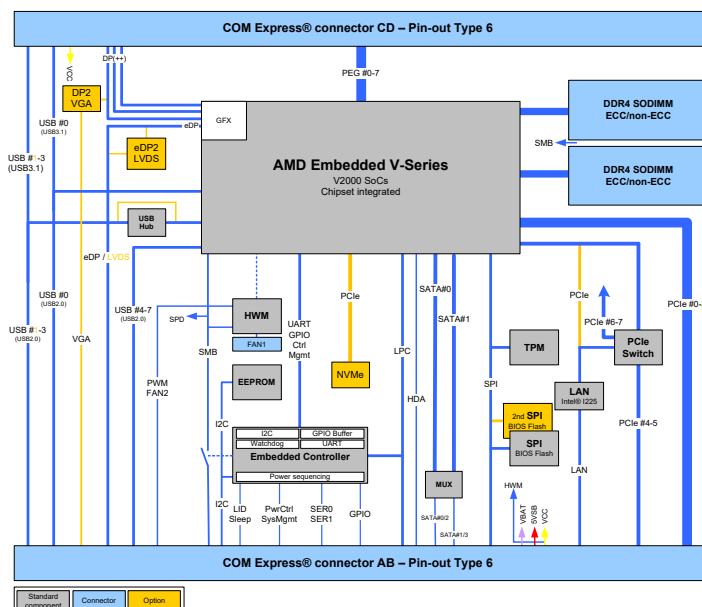 COM Express® connector CD – Pin-out Type 6
VCC
DP(++)
PEG #0-7
DP2
VGA
GFX
DDR4 SODIMM
ECC/non-ECC
USB #0
(USB3.1)
eDP2
LVDS
SMB
AMD Embedded V-Series
V2000 SoCs
Chipset integrated
USB #1-3
(USB3.1)
DDR4 SODIMM
ECC/non-ECC
USB
Hub
eDP / LVDS
USB #0
(USB2.0)
USB #4-7
(USB2.0)
SPD
HWM
FAN1
UART
GPIO
Ctrl
Mgmt
PCIe
SATA#0
SATA#1
PCIe
PCIe #6-7
USB #1-3
(USB2.0)
VGA
SMB
LPC
TPM
PCIe
Switch
PWM
FAN2
EEPROM
NVMe
HDA
SPI
LAN
Intel® I225
I2C
2nd SPI
BIOS Flash
PCIe #4-5
I2C
GPIO Buffer
Watchdog
UART
Embedded Controller
Power sequencing
SPI
BIOS Flash
MUX
LAN
I2C
LID
Sleep
PwrCtrl
SysMgmt
SER0
SER1
GPIO
SATA#0/2
SATA#1/3
HWM
VBAT
5VSB
VCC
COM Express® connector AB – Pin-out Type 6
Standard
component
Connector
Option